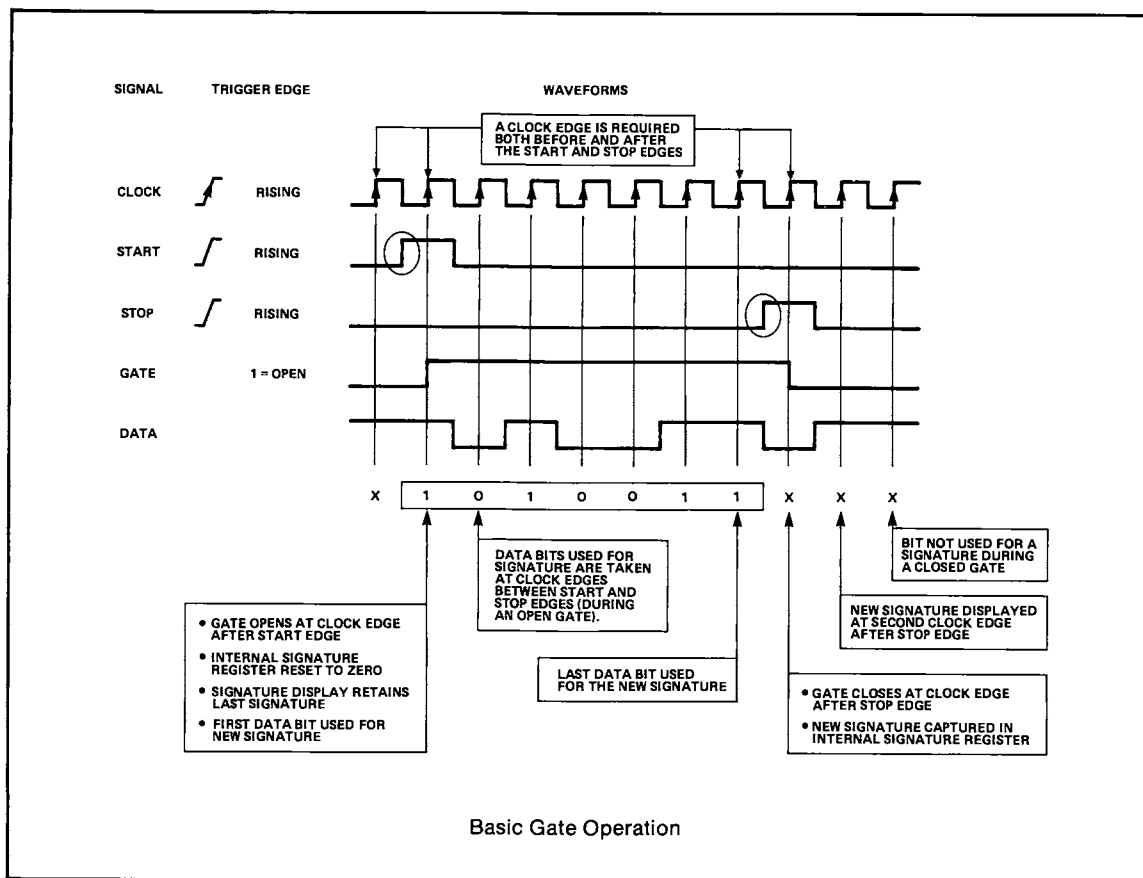 SIGNAL TRIGGER EDGE WAVEFORMS
A CLOCK EDGE IS REQUIRED
BOTH BEFORE AND AFTER
THE START AND STOP EDGES
CLOCK RISING
START RISING
STOP RISING
GATE 1 = OPEN
DATA
X 1 0 1 0 0 1 1 X X X
BIT NOT USED FOR A
SIGNATURE DURING
A CLOSED GATE
DATA BITS USED FOR
SIGNATURE ARE TAKEN
AT CLOCK EDGES
BETWEEN START AND
STOP EDGES (DURING
AN OPEN GATE).
NEW SIGNATURE DISPLAYED
AT SECOND CLOCK EDGE
AFTER STOP EDGE
• GATE OPENS AT CLOCK EDGE
AFTER START EDGE
• INTERNAL SIGNATURE
REGISTER RESET TO ZERO
• SIGNATURE DISPLAY RETAINS
LAST SIGNATURE
• FIRST DATA BIT USED FOR
NEW SIGNATURE
LAST DATA BIT USED
FOR THE NEW SIGNATURE
• GATE CLOSES AT CLOCK EDGE
AFTER STOP EDGE
• NEW SIGNATURE CAPTURED IN
INTERNAL SIGNATURE REGISTER
Basic Gate Operation